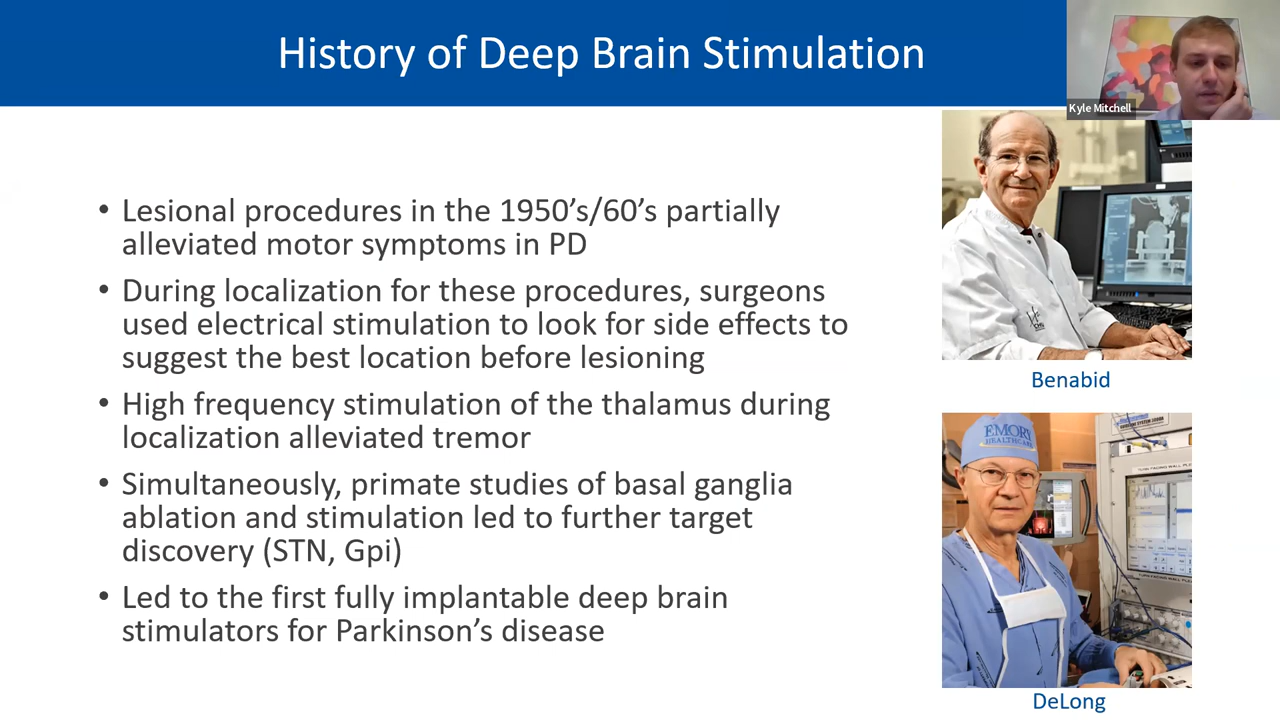 History of Deep Brain Stimulation
Kyle Mitchell
• Lesional procedures in the 1950’s/60’s partially
alleviated motor symptoms in PD
• During localization for these procedures, surgeons
used electrical stimulation to look for side effects to
suggest the best location before lesioning
• High frequency stimulation of the thalamus during
localization alleviated tremor
• Simultaneously, primate studies of basal ganglia
ablation and stimulation led to further target
discovery (STN, Gpi)
• Led to the first fully implantable deep brain
stimulators for Parkinson’s disease
Benabid
EMORY
HEALTHCARE
DeLong